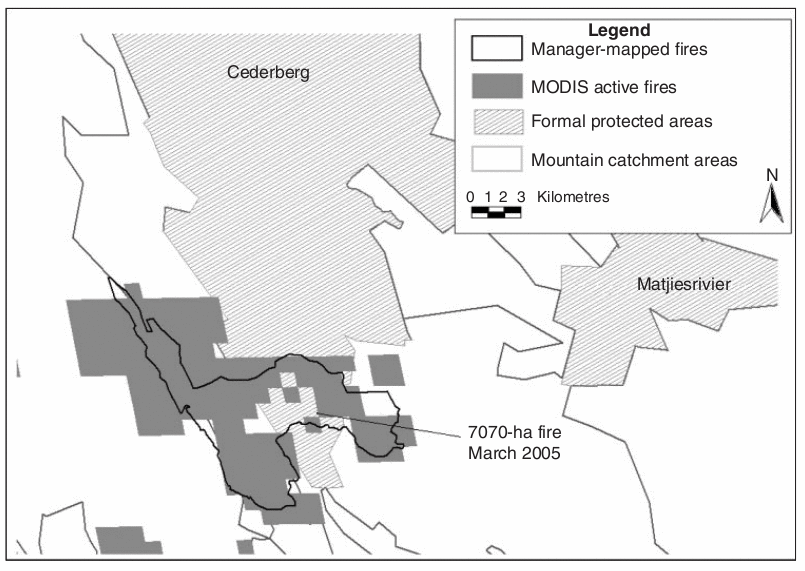 Legend
Manager-mapped fires
MODIS active fires
Formal protected areas
Mountain catchment areas
0 1 2 3 Kilometres
N
Cederberg
Matjiesrivier
7070-ha fire
March 2005